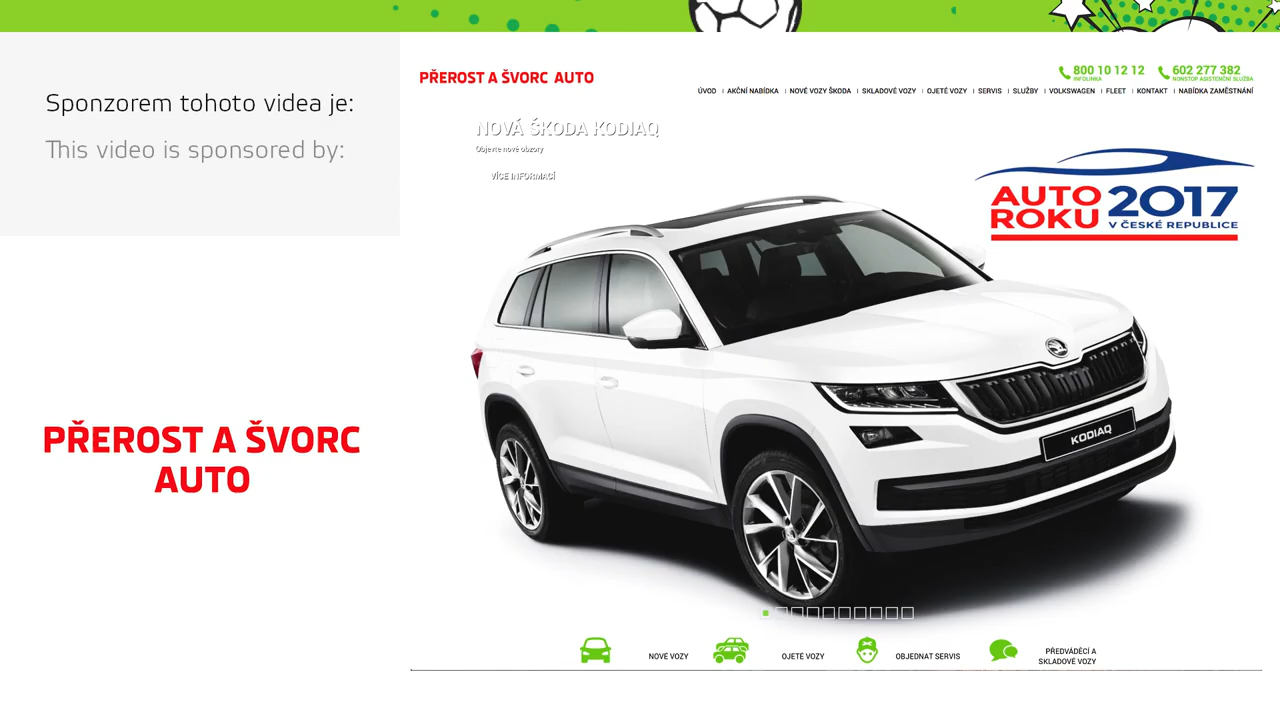 Sponzorem tohoto videa je:
This video is sponsored by:
PŘEROST A ŠVORC
AUTO
PŘEROST A ŠVORC AUTO
800 10 12 12
INFOLINKA
602 277 382
NONSTOP ASISTENČNÍ SLUŽBA
ÚVOD
AKČNÍ NABÍDKA
NOVÉ VOZY ŠKODA
SKLADOVÉ VOZY
OJETÉ VOZY
SERVIS
SLUŽBY
VOLKSWAGEN
FLEET
KONTAKT
NABÍDKA ZAMĚSTNÁNÍ
NOVÁ ŠKODA KODIAQ
Objevte nové obzory
VÍCE INFORMACÍ
AUTO
ROKU
2017
V ČESKÉ REPUBLICE
KODIAQ
NOVÉ VOZY
OJETÉ VOZY
OBJEDNAT SERVIS
PŘEDVÁDĚCÍ A
SKLADOVÉ VOZY